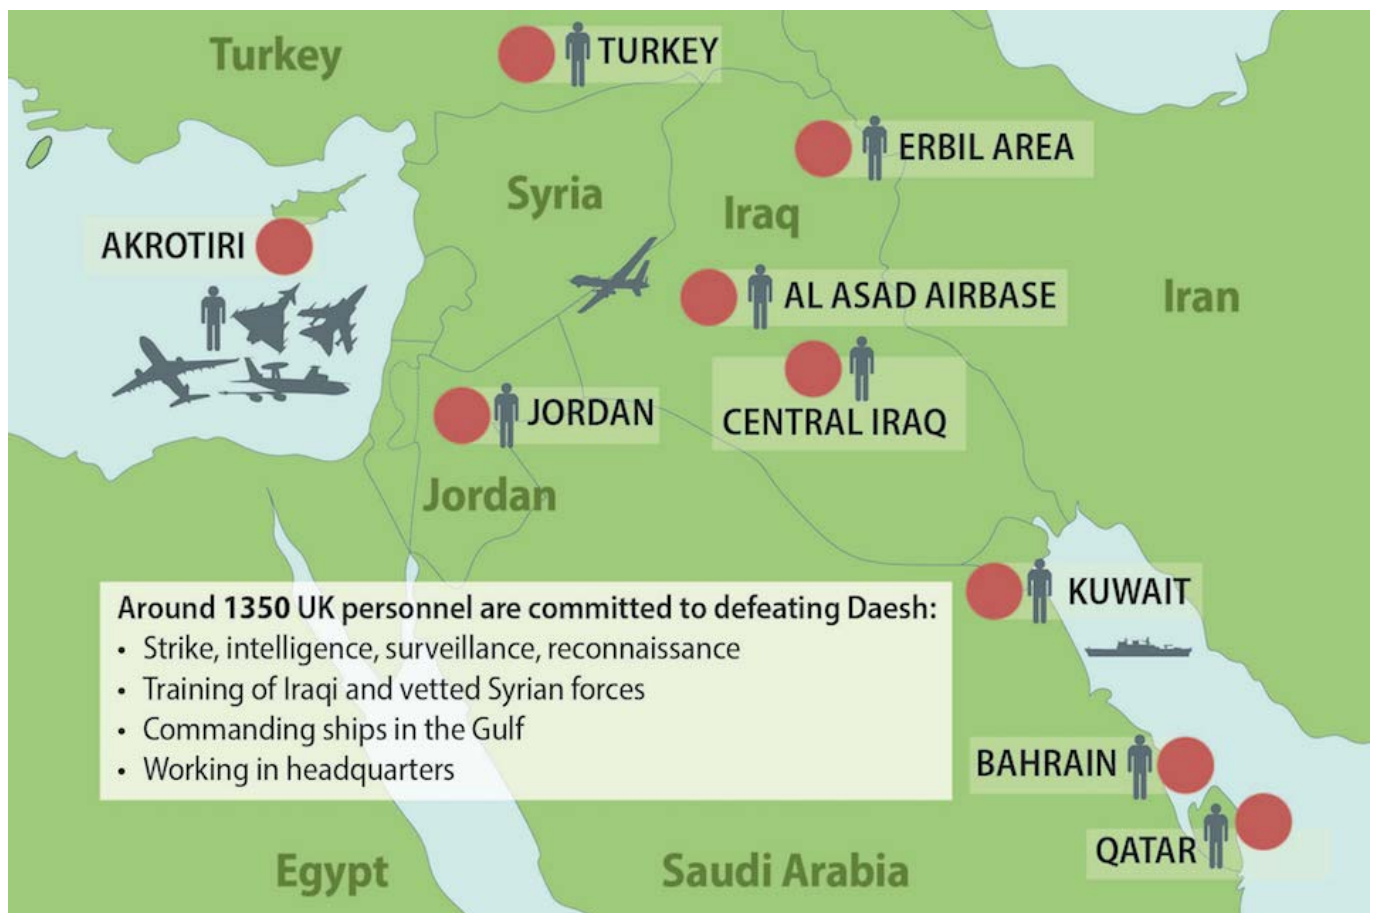 Turkey
TURKEY
ERBIL AREA
Syria
Iraq
AKROTIRI
AL ASAD AIRBASE
Iran
JORDAN
CENTRAL IRAQ
Jordan
KUWAIT
Around 1350 UK personnel are committed to defeating Daesh:
• Strike, intelligence, surveillance, reconnaissance
• Training of Iraqi and vetted Syrian forces
• Commanding ships in the Gulf
• Working in headquarters
BAHRAIN
QATAR
Egypt
Saudi Arabia